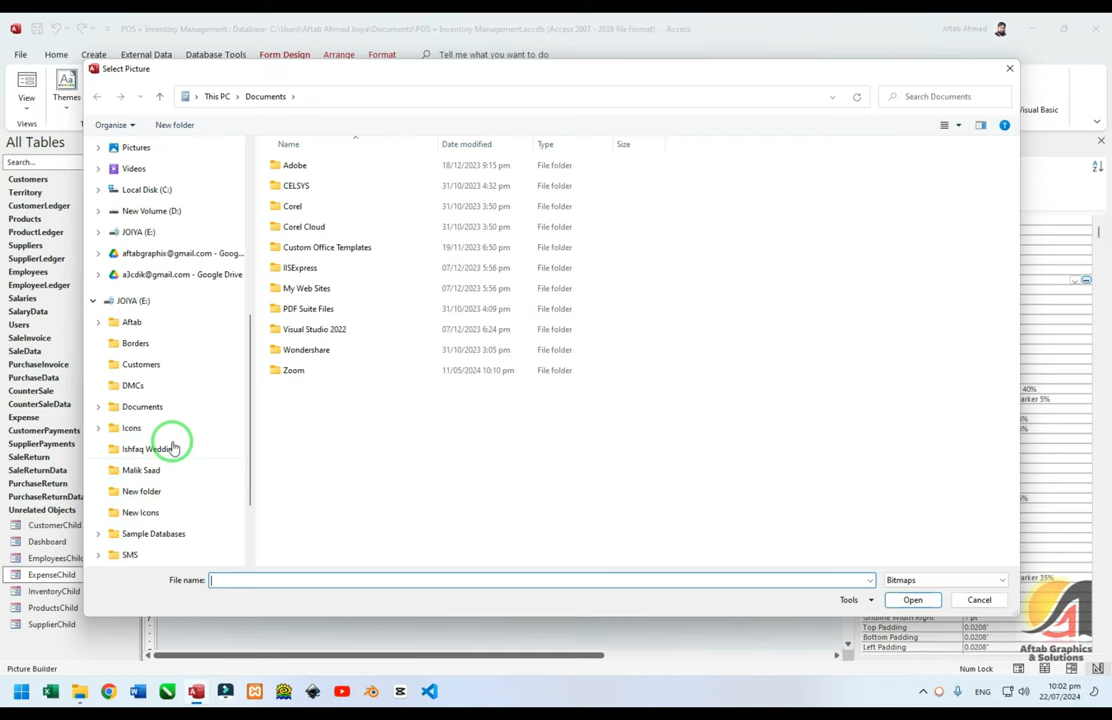 POS + Inventory Management : Database- C:\Users\Aftab Ahmad Joiya\Documents\POS + Inventory Management.accdb (Access 2007 - 2016 file format) - Access
Aftab Ahmad
File Home Create External Data Database Tools Form Design Arrange Format Tell me what you want to do
View
Themes
Views
Visual Basic
Select Picture
This PC
Documents
Search Documents
Organize
New folder
All Tables
Search...
Customers
Territory
CustomerLedger
Products
ProductLedger
Suppliers
SupplierLedger
Employees
EmployeeLedger
Salaries
SalaryData
Users
SaleInvoice
SaleData
PurchaseInvoice
PurchaseData
CounterSale
CounterSaleData
Expense
CustomerPayments
SupplierPayments
SaleReturn
SaleReturnData
PurchaseReturn
PurchaseReturnData
Unrelated Objects
CustomerChild
Dashboard
EmployeesChild
ExpenseChild
InventoryChild
ProductsChild
SupplierChild
Pictures
Videos
Local Disk (C:)
New Volume (D:)
JOIYA (E:)
aftabgraphix@gmail.com - Goog...
a3cdik@gmail.com - Google Drive
JOIYA (E:)
Aftab
Borders
Customers
DMCs
Documents
Icons
Ishfaq
Malik Saad
New folder
New Icons
Sample Databases
SMS
Name Date modified Type Size
Adobe 18/12/2023 9:15 pm File folder
CELSYS 31/10/2023 4:32 pm File folder
Corel 31/10/2023 3:50 pm File folder
Corel Cloud 31/10/2023 3:50 pm File folder
Custom Office Templates 19/11/2023 6:50 pm File folder
IISExpress 07/12/2023 5:56 pm File folder
My Web Sites 07/12/2023 5:56 pm File folder
PDF Suite Files 31/10/2023 4:09 pm File folder
Visual Studio 2022 07/12/2023 6:24 pm File folder
Wondershare 31/10/2023 3:05 pm File folder
Zoom 11/05/2024 10:10 pm File folder
File name:
Bitmaps
Tools
Open
Cancel
40%
arker 5%
arker 35%
Gridline Width Right 1 pt
Top Padding 0.0208"
Bottom Padding 0.0208"
Left Padding 0.0208"
Aftab Graphics
& Solutions
Picture Builder
Num Lock
ENG
10:02 pm
22/07/2024